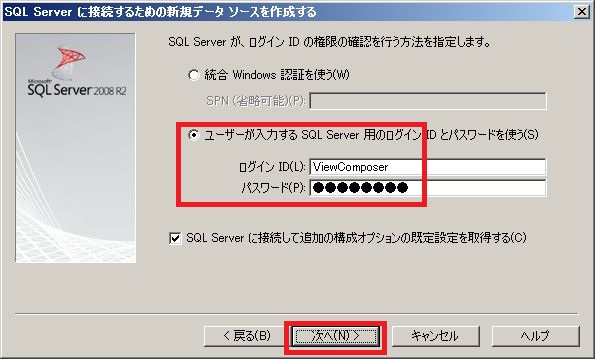 SQL Server に接続するための新規データ ソースを作成する
SQL Server が、ログイン ID の権限の確認を行う方法を指定します。
Microsoft
SQL Server 2008 R2
統合 Windows 認証を使う(W)
SPN (省略可能)(P):
ユーザーが入力する SQL Server 用のログイン ID とパスワードを使う(S)
ログイン ID(L): ViewComposer
パスワード(P): ●●●●●●●●
SQL Server に接続して追加の構成オプションの既定設定を取得する(C)
< 戻る(B) 次へ(N) > キャンセル ヘルプ